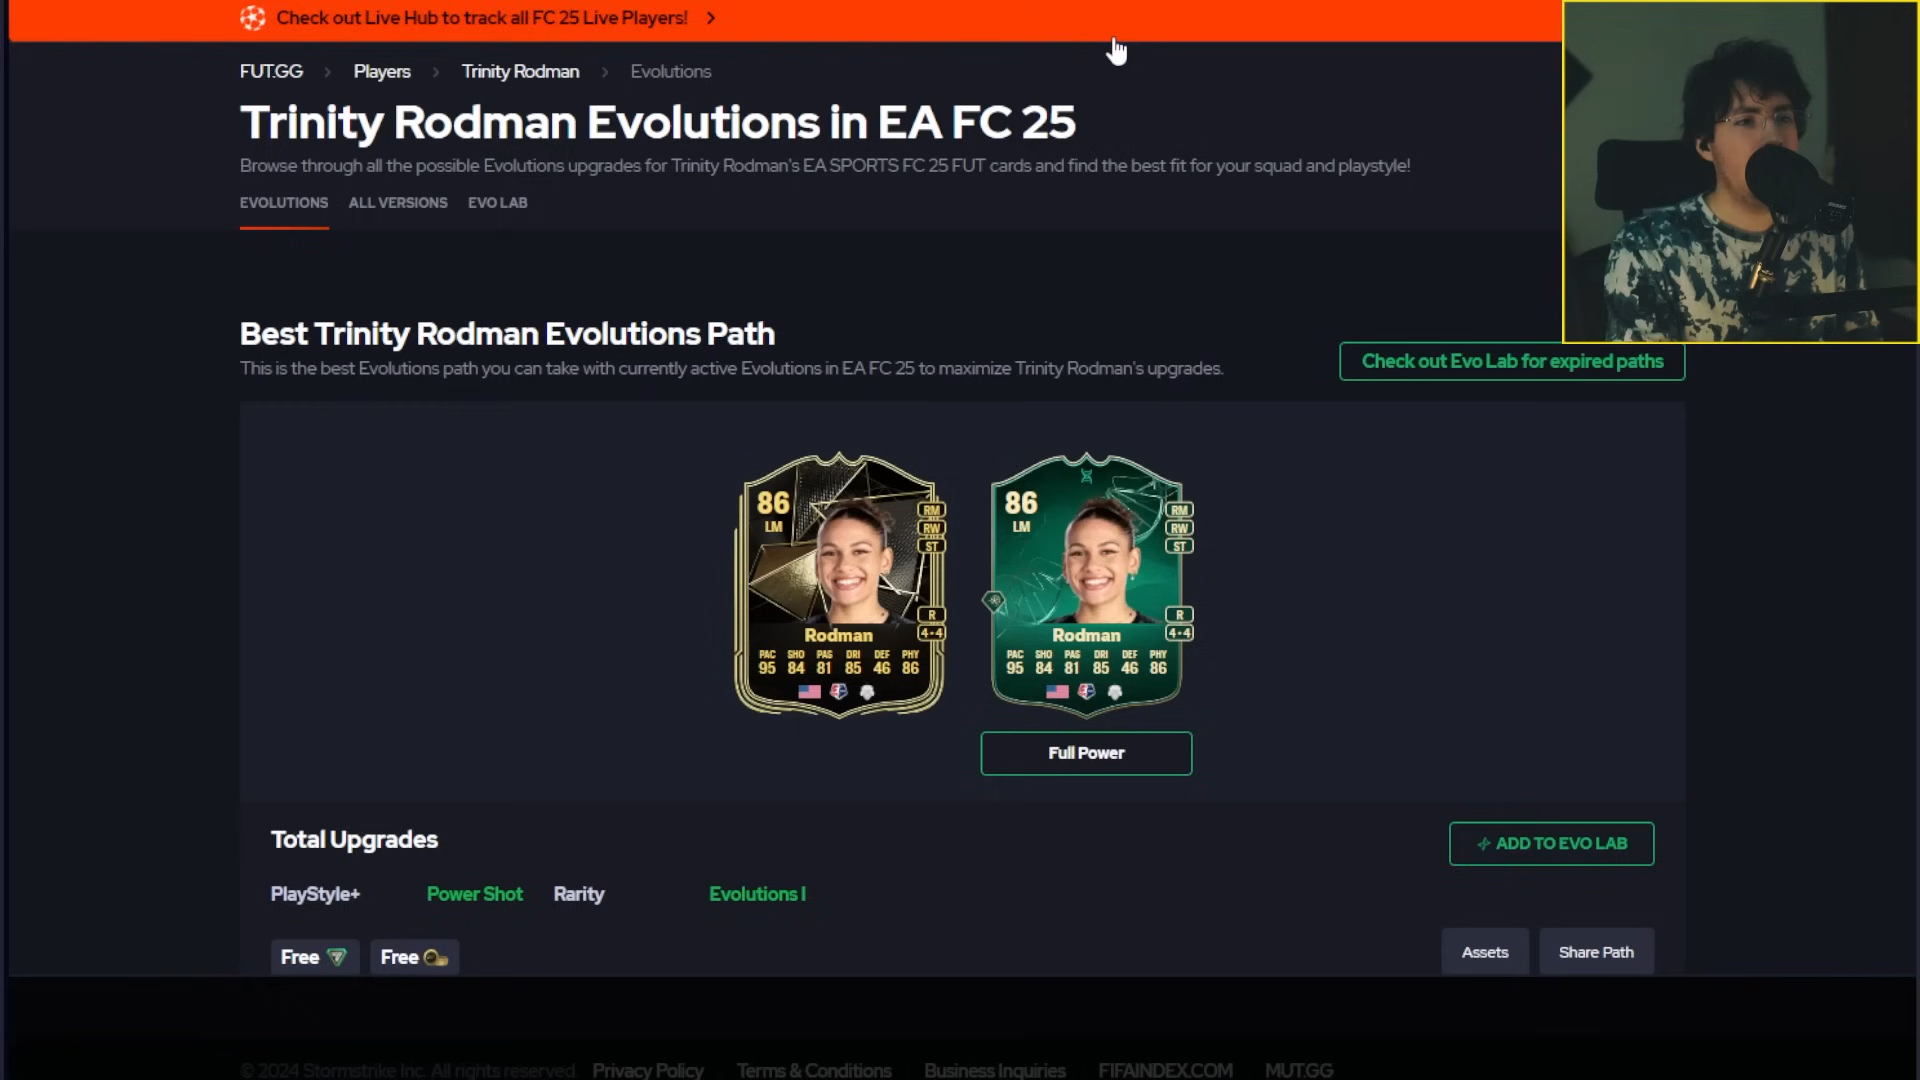 Check out Live Hub to track all FC 25 Live Players!
FUT.GG > Players > Trinity Rodman > Evolutions
Trinity Rodman Evolutions in EA FC 25
Browse through all the possible Evolutions upgrades for Trinity Rodman's EA SPORTS FC 25 FUT cards and find the best fit for your squad and playstyle!
EVOLUTIONS ALL VERSIONS EVO LAB
Best Trinity Rodman Evolutions Path
This is the best Evolutions path you can take with currently active Evolutions in EA FC 25 to maximize Trinity Rodman's upgrades.
Check out Evo Lab for expired paths
86
LM
RM
RW
ST
R
4•4
Rodman
PAC SHO PAS DRI DEF PHY
95 84 81 85 46 86
86
LM
RM
RW
ST
R
4•4
Rodman
PAC SHO PAS DRI DEF PHY
95 84 81 85 46 86
Full Power
Total Upgrades
ADD TO EVO LAB
PlayStyle+ Power Shot Rarity Evolutions I
Free Free
Assets Share Path
© 2024 Stormstrike Inc. All rights reserved. Privacy Policy Terms & Conditions Business Inquiries FIFAINDEX.COM MUT.GG